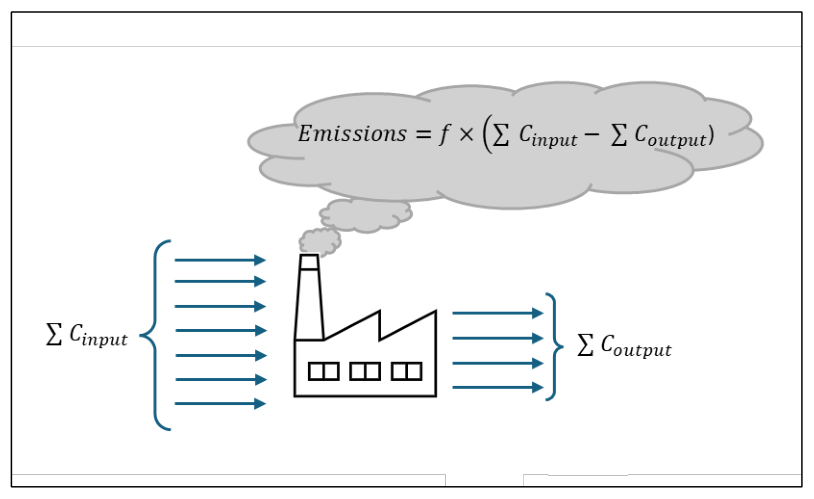 Emissions = f × (∑ C_input − ∑ C_output)
∑ C_input
∑ C_output